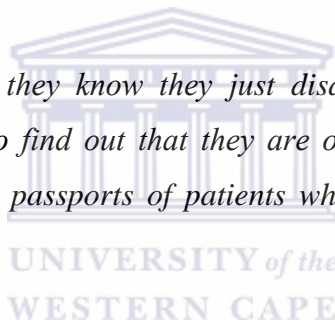 they know they just disc
o find out that they are o
passports of patients wh
UNIVERSITY of the
WESTERN CAPE